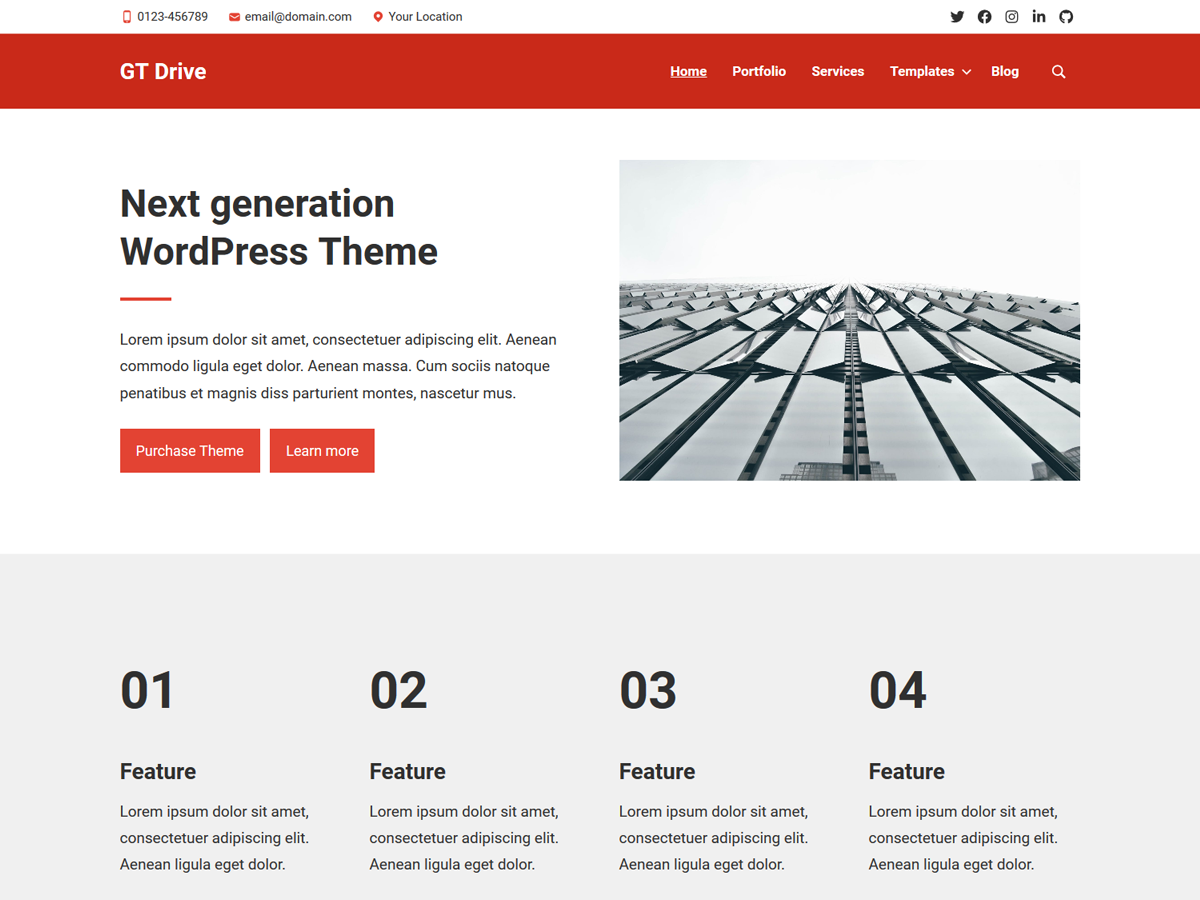 0123-456789 email@domain.com Your Location
GT Drive Home Portfolio Services Templates Blog
Next generation
WordPress Theme
Lorem ipsum dolor sit amet, consectetuer adipiscing elit. Aenean
commodo ligula eget dolor. Aenean massa. Cum sociis natoque
penatibus et magnis diss parturient montes, nascetur mus.
Purchase Theme Learn more
01
Feature
Lorem ipsum dolor sit amet,
consectetuer adipiscing elit.
Aenean ligula eget dolor.
02
Feature
Lorem ipsum dolor sit amet,
consectetuer adipiscing elit.
Aenean ligula eget dolor.
03
Feature
Lorem ipsum dolor sit amet,
consectetuer adipiscing elit.
Aenean ligula eget dolor.
04
Feature
Lorem ipsum dolor sit amet,
consectetuer adipiscing elit.
Aenean ligula eget dolor.